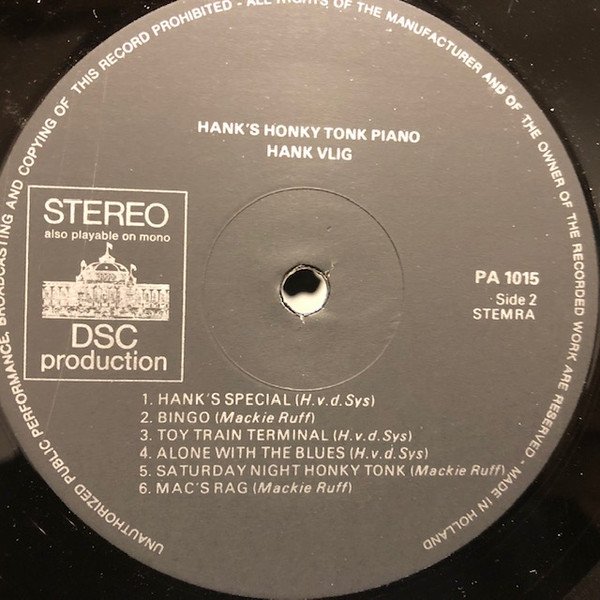 UNAUTHORIZED PUBLIC PERFORMANCE, BROADCASTING AND COPYING OF THIS RECORD PROHIBITED - ALL RIGHTS OF THE MANUFACTURER AND OF THE OWNER OF THE RECORDED WORK ARE RESERVED - MADE IN HOLLAND
HANK'S HONKY TONK PIANO
HANK VLIG
STEREO
also playable on mono
DSC
production
PA 1015
Side 2
STEMRA
1. HANK'S SPECIAL (H.v.d.Sys)
2. BINGO (Mackie Ruff)
3. TOY TRAIN TERMINAL (H.v.d.Sys)
4. ALONE WITH THE BLUES (H.v.d.Sys)
5. SATURDAY NIGHT HONKY TONK (Mackie Ruff)
6. MAC'S RAG (Mackie Ruff)